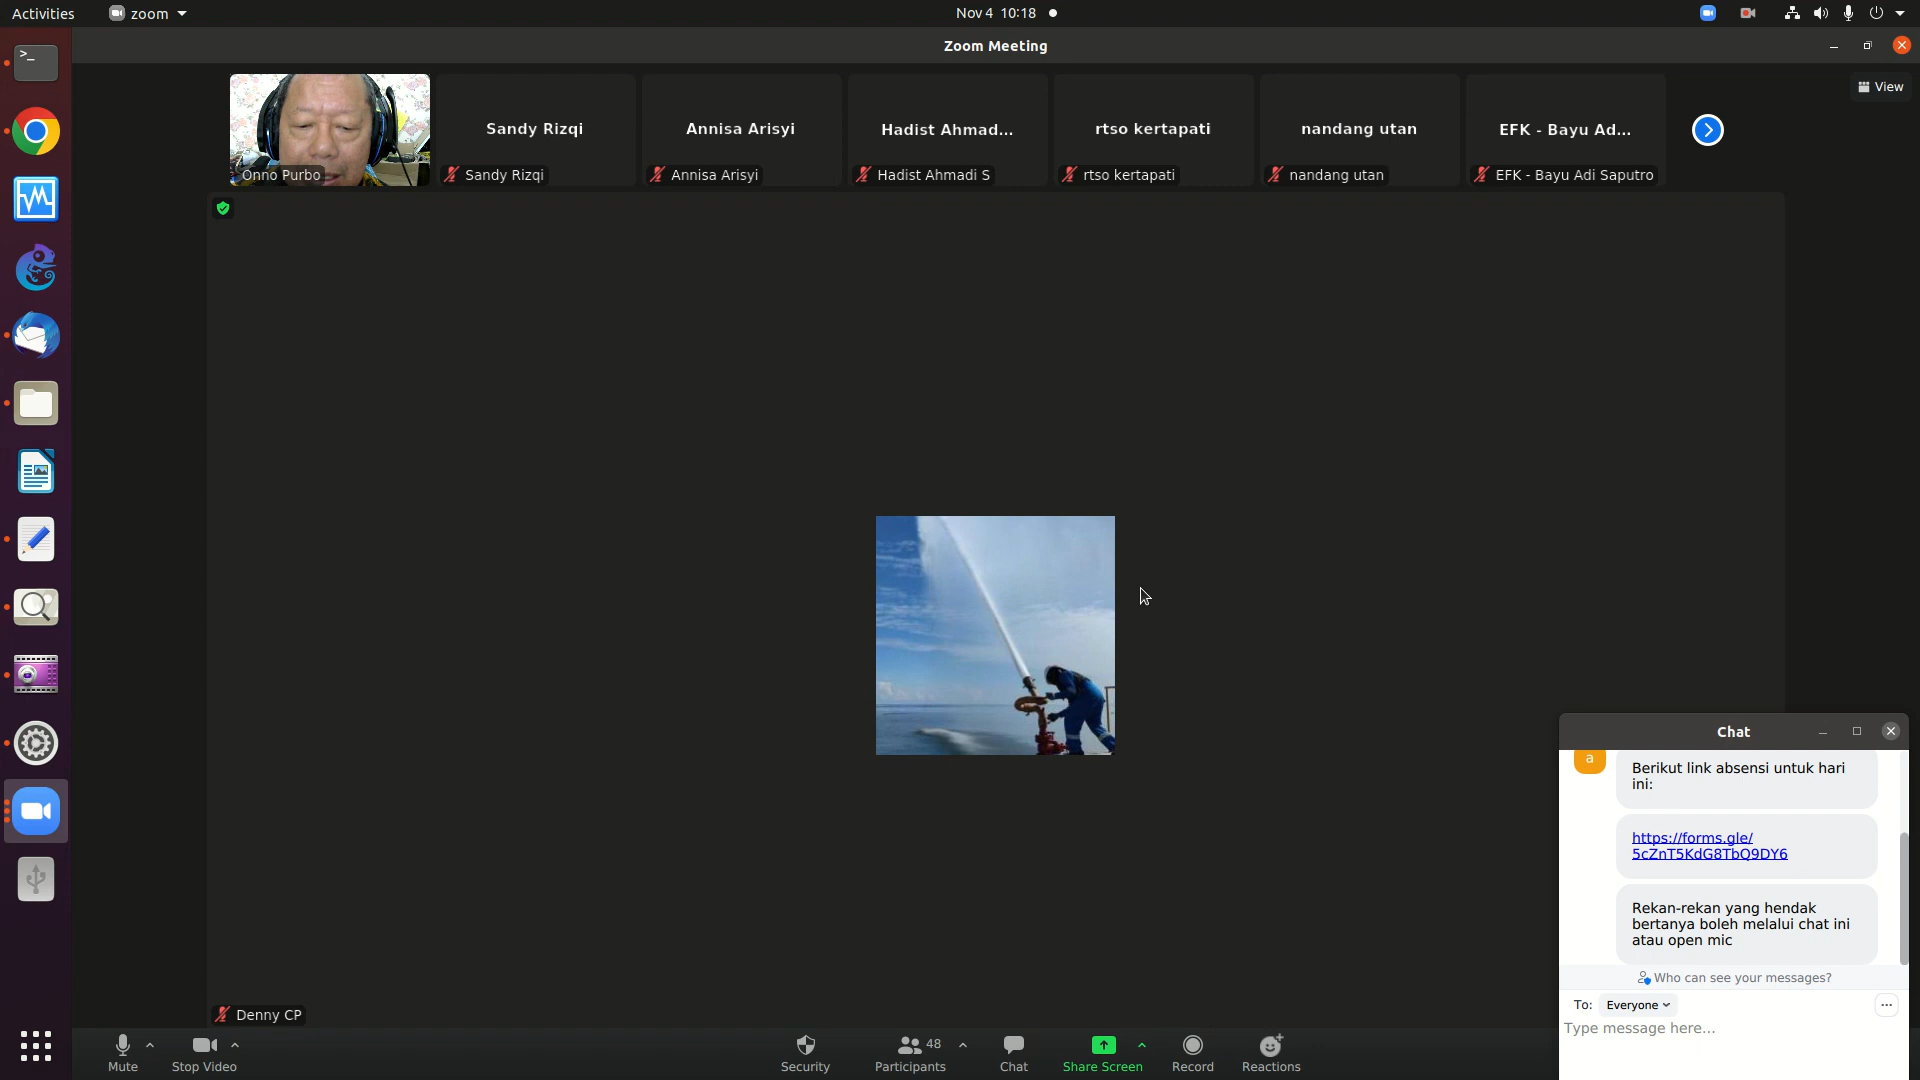 Activities
zoom
Nov 4 10:18
Zoom Meeting
View
Onno Purbo
Sandy Rizqi
Sandy Rizqi
Annisa Arisyi
Annisa Arisyi
Hadist Ahmad...
Hadist Ahmadi S
rtso kertapati
rtso kertapati
nandang utan
nandang utan
EFK - Bayu Ad...
EFK - Bayu Adi Saputro
Denny CP
Chat
a
Berikut link absensi untuk hari
ini:
https://forms.gle/
5cZnT5KdG8TbQ9DY6
Rekan-rekan yang hendak
bertanya boleh melalui chat ini
atau open mic
Who can see your messages?
To: Everyone
Type message here...
Mute
Stop Video
Security
48
Participants
Chat
Share Screen
Record
Reactions